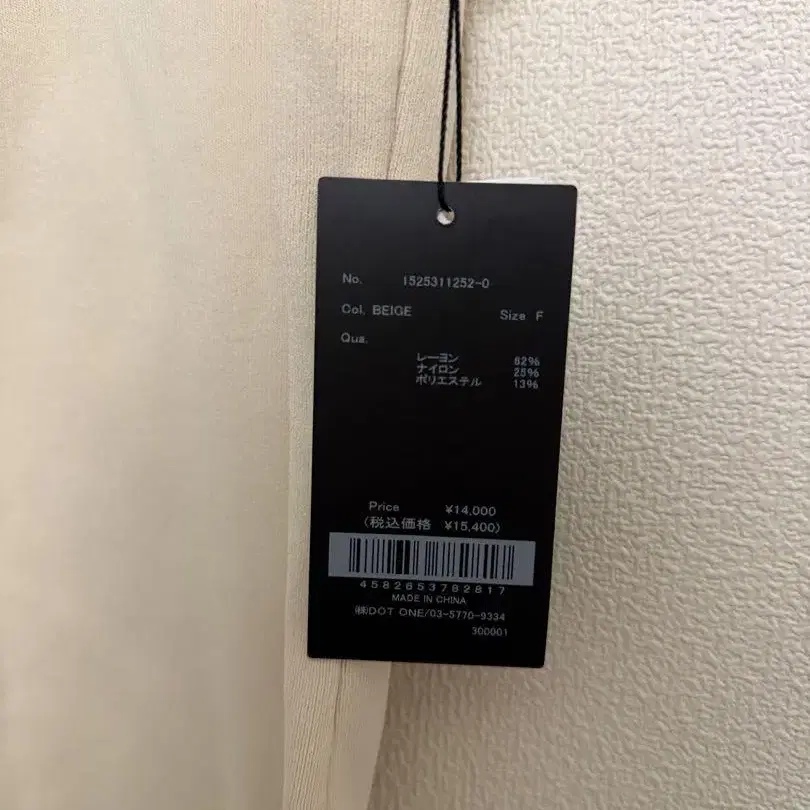 No. 1525311252-0
Col. BEIGE Size F
Qua.
レーヨン 62%
ナイロン 25%
ポリエステル 13%
Price ¥14,000
(税込価格 ¥15,400)
4582653782817
MADE IN CHINA
㈱DOT ONE/03-5770-9334
300001